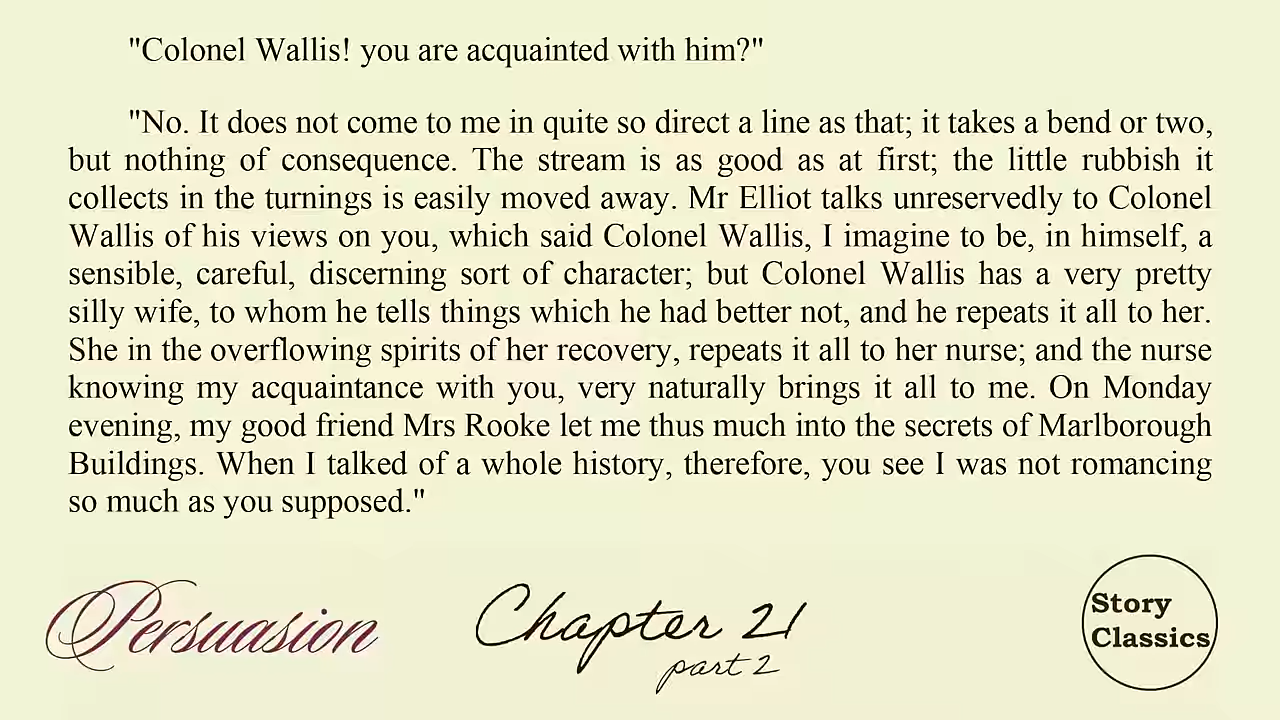 "Colonel Wallis! you are acquainted with him?"
"No. It does not come to me in quite so direct a line as that; it takes a bend or two,
but nothing of consequence. The stream is as good as at first; the little rubbish it
collects in the turnings is easily moved away. Mr Elliot talks unreservedly to Colonel
Wallis of his views on you, which said Colonel Wallis, I imagine to be, in himself, a
sensible, careful, discerning sort of character; but Colonel Wallis has a very pretty
silly wife, to whom he tells things which he had better not, and he repeats it all to her.
She in the overflowing spirits of her recovery, repeats it all to her nurse; and the nurse
knowing my acquaintance with you, very naturally brings it all to me. On Monday
evening, my good friend Mrs Rooke let me thus much into the secrets of Marlborough
Buildings. When I talked of a whole history, therefore, you see I was not romancing
so much as you supposed."
Persuasion
Chapter 21
part 2
Story
Classics